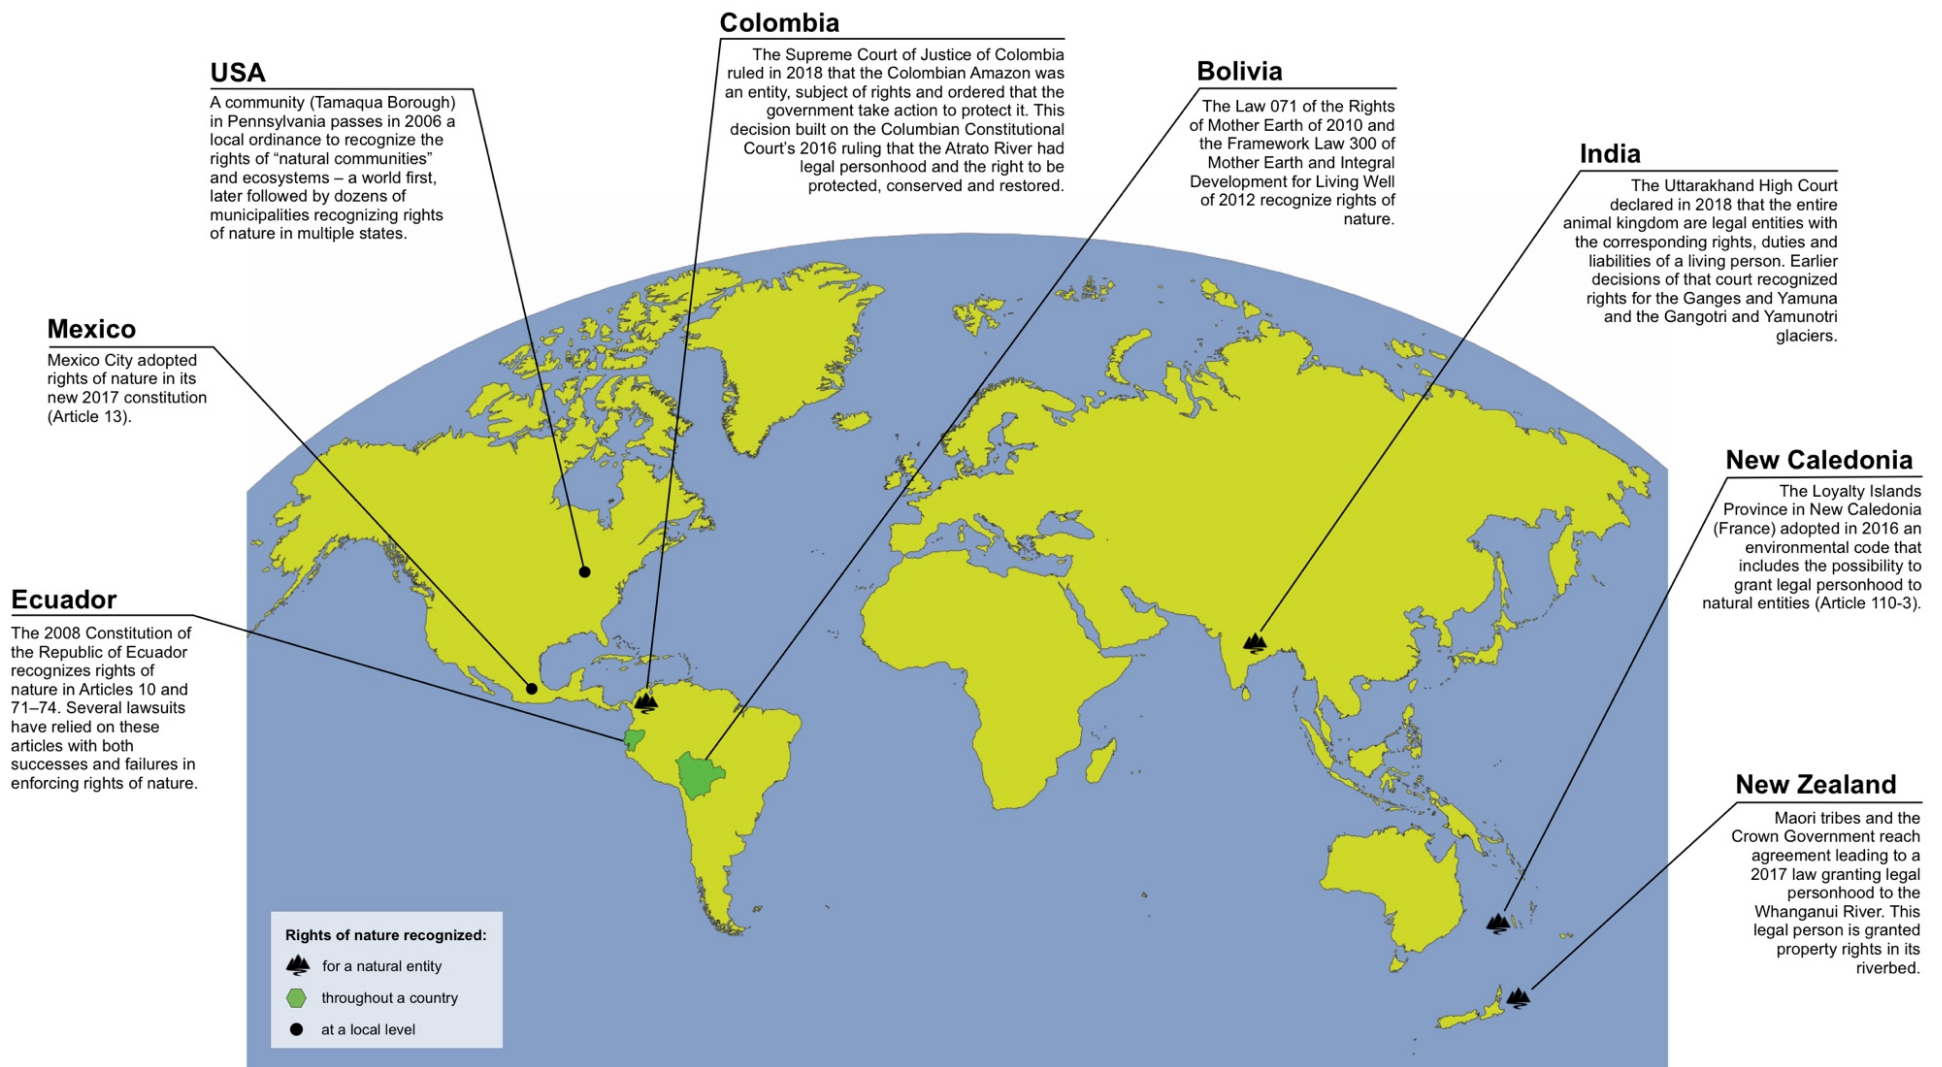 Colombia
The Supreme Court of Justice of Colombia
ruled in 2018 that the Colombian Amazon was
an entity, subject of rights and ordered that the
government take action to protect it. This
decision built on the Columbian Constitutional
Court's 2016 ruling that the Atrato River had
legal personhood and the right to be
protected, conserved and restored.
USA
A community (Tamaqua Borough)
in Pennsylvania passes in 2006 a
local ordinance to recognize the
rights of “natural communities”
and ecosystems – a world first,
later followed by dozens of
municipalities recognizing rights
of nature in multiple states.
Bolivia
The Law 071 of the Rights
of Mother Earth of 2010 and
the Framework Law 300 of
Mother Earth and Integral
Development for Living Well
of 2012 recognize rights of
nature.
India
The Uttarakhand High Court
declared in 2018 that the entire
animal kingdom are legal entities with
the corresponding rights, duties and
liabilities of a living person. Earlier
decisions of that court recognized
rights for the Ganges and Yamuna
and the Gangotri and Yamunotri
glaciers.
Mexico
Mexico City adopted
rights of nature in its
new 2017 constitution
(Article 13).
New Caledonia
The Loyalty Islands
Province in New Caledonia
(France) adopted in 2016 an
environmental code that
includes the possibility to
grant legal personhood to
natural entities (Article 110-3).
Ecuador
The 2008 Constitution of
the Republic of Ecuador
recognizes rights of
nature in Articles 10 and
71–74. Several lawsuits
have relied on these
articles with both
successes and failures in
enforcing rights of nature.
New Zealand
Maori tribes and the
Crown Government reach
agreement leading to a
2017 law granting legal
personhood to the
Whanganui River. This
legal person is granted
property rights in its
riverbed.
Rights of nature recognized:
for a natural entity
throughout a country
at a local level